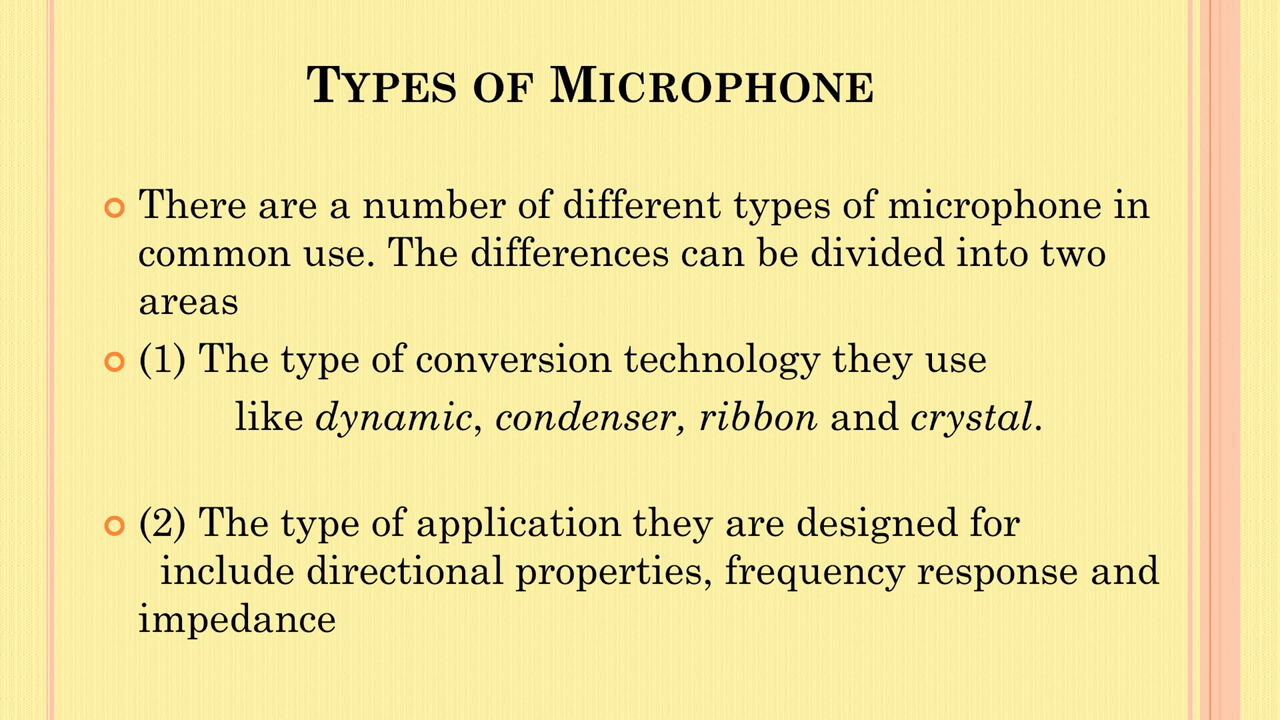 Types of Microphone
There are a number of different types of microphone in
common use. The differences can be divided into two
areas
(1) The type of conversion technology they use
like dynamic, condenser, ribbon and crystal.
(2) The type of application they are designed for
include directional properties, frequency response and
impedance